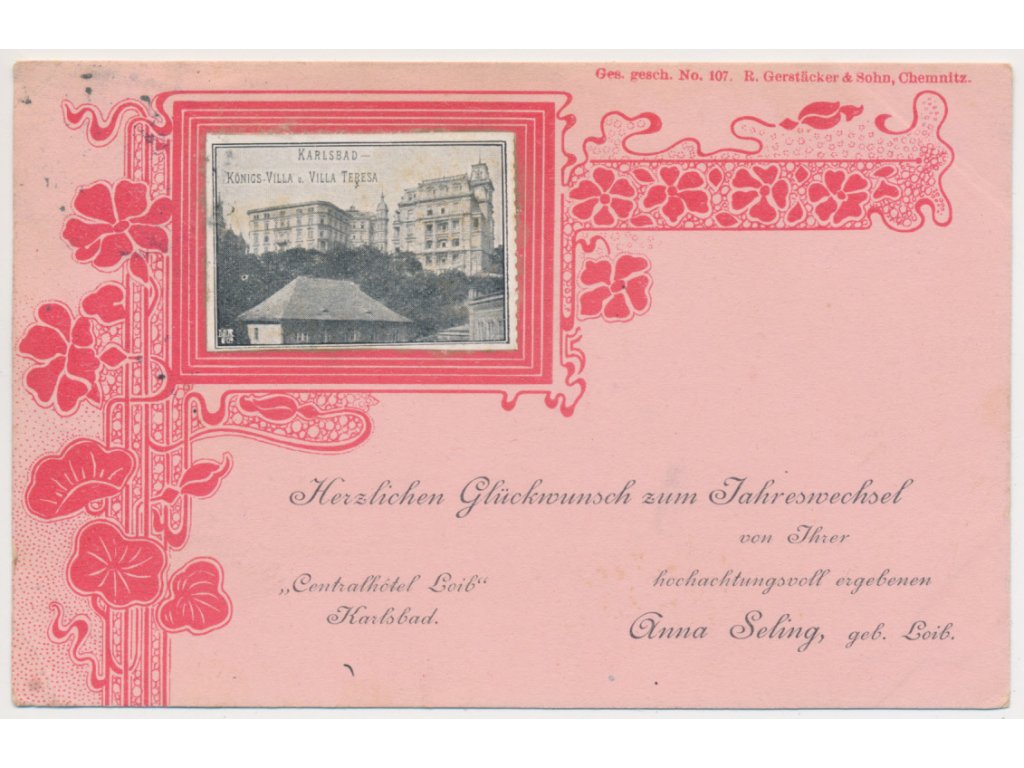 Ges. gesch. No. 107. R. Gerstäcker & Sohn, Chemnitz.
KARLSBAD –
KÖNIGS-VILLA u. VILLA TERESA
Herzlichen Glückwunsch zum Jahreswechsel
von Ihrer
hochachtungsvoll ergebenen
Anna Seling, geb. Loib.
„Centralhôtel Loib“
Karlsbad.